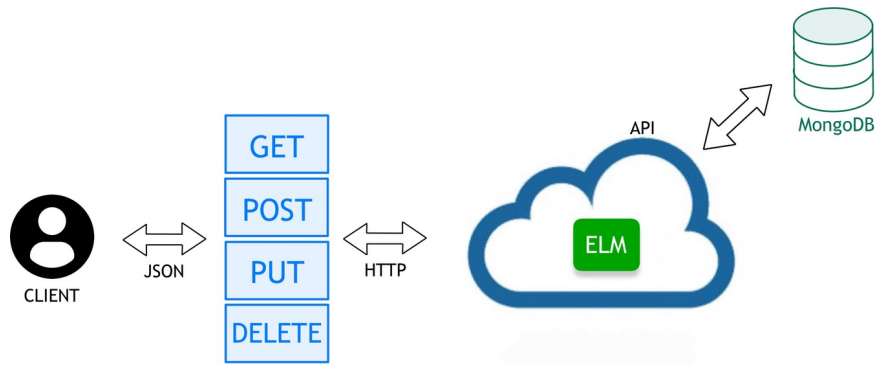 MongoDB
API
GET
POST
PUT
DELETE
ELM
JSON
HTTP
CLIENT